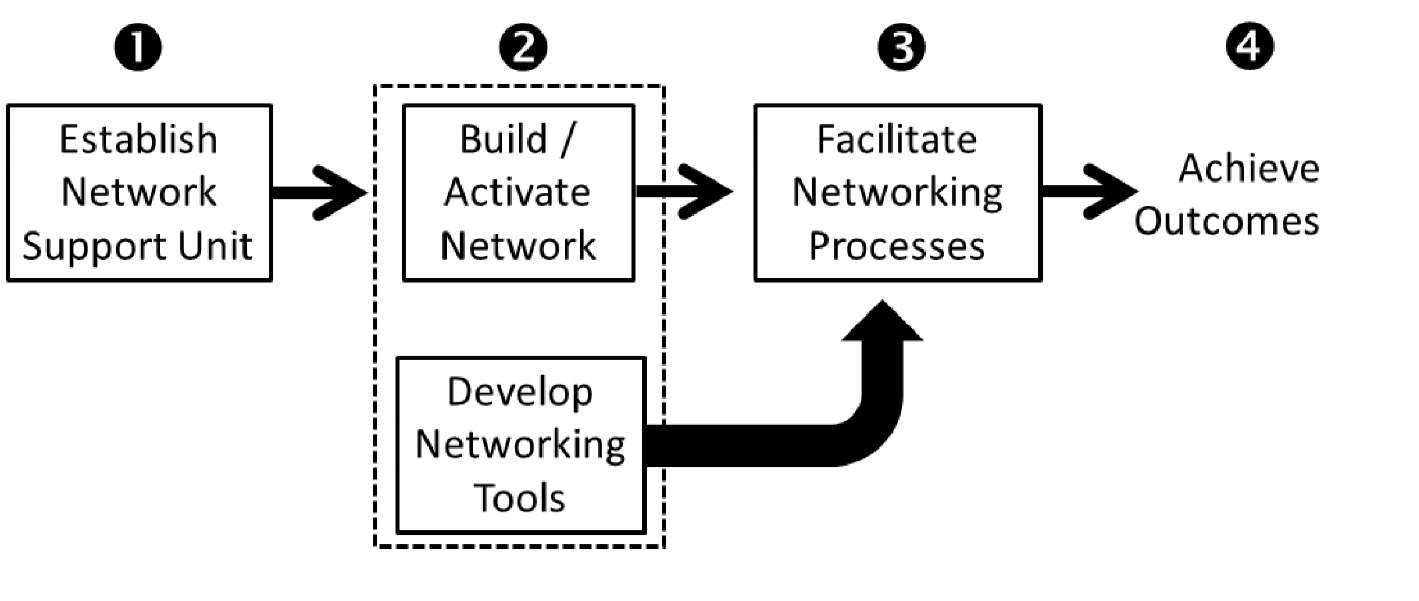 ❶
❷
❸
❹
Establish
Network
Support Unit
Build /
Activate
Network
Facilitate
Networking
Processes
Achieve
Outcomes
Develop
Networking
Tools